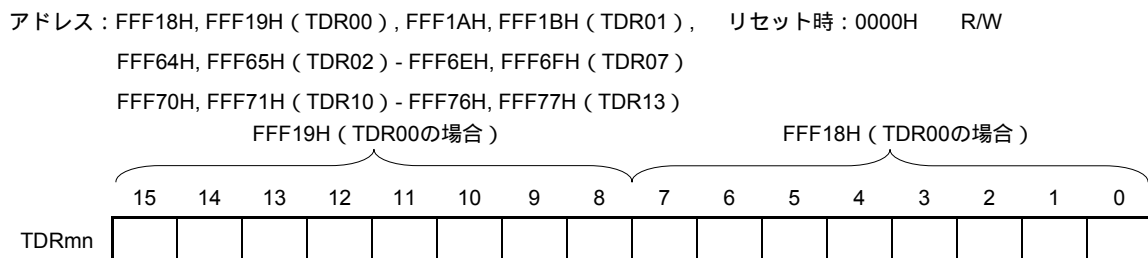 アドレス：FFF18H, FFF19H（TDR00）, FFF1AH, FFF1BH（TDR01）, リセット時：0000H R/W
FFF64H, FFF65H（TDR02）- FFF6EH, FFF6FH（TDR07）
FFF70H, FFF71H（TDR10）- FFF76H, FFF77H（TDR13）
FFF19H（TDR00の場合） FFF18H（TDR00の場合）
15 14 13 12 11 10 9 8 7 6 5 4 3 2 1 0
TDRmn